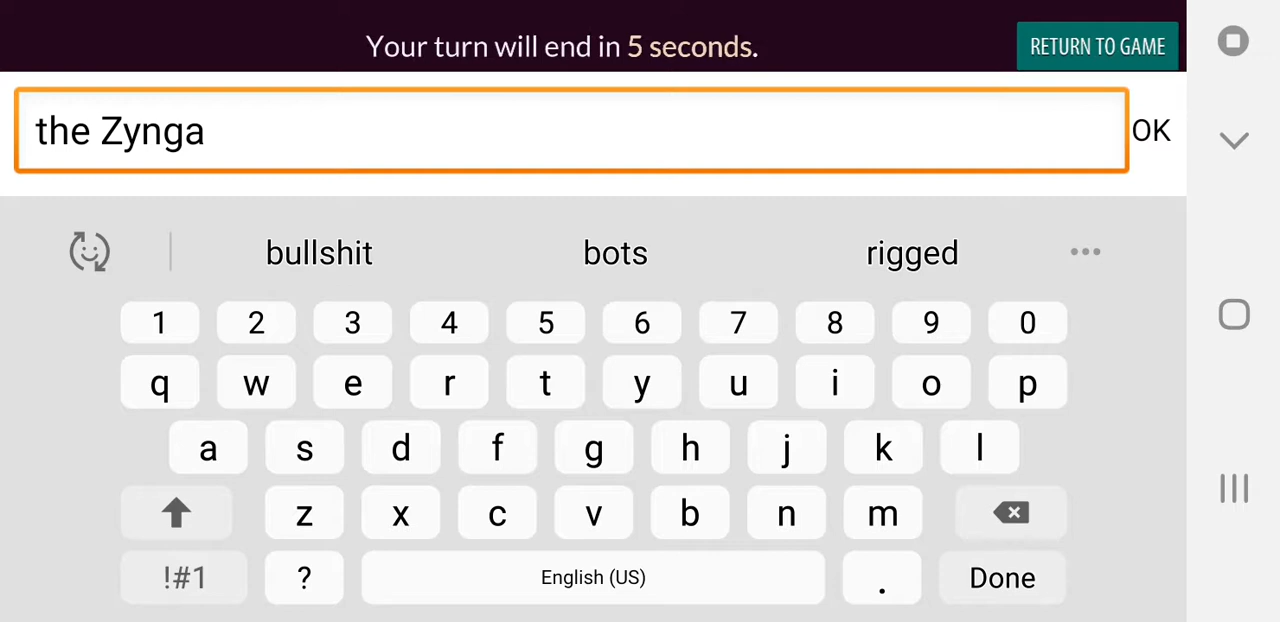 Your turn will end in 5 seconds.
RETURN TO GAME
the Zynga
OK
bullshit bots rigged
1 2 3 4 5 6 7 8 9 0
q w e r t y u i o p
a s d f g h j k l
z x c v b n m
!#1 ? English (US) . Done